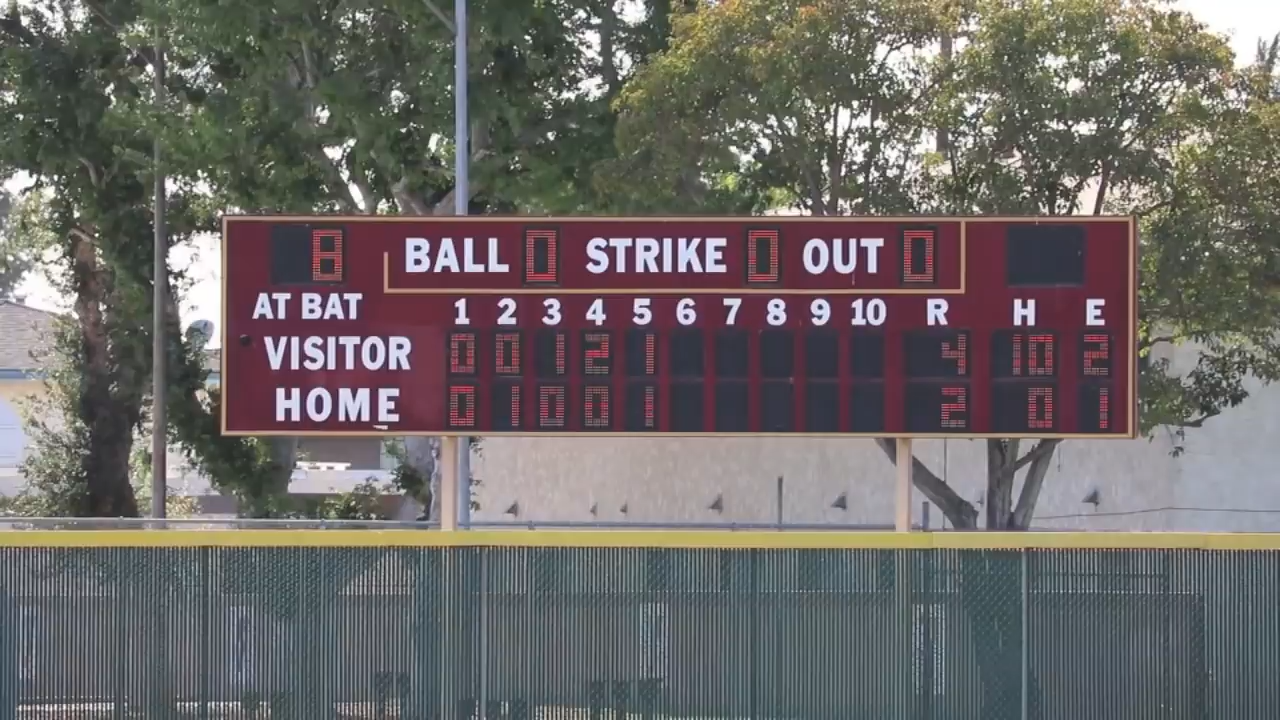 8 BALL 0 STRIKE 0 OUT 0
AT BAT 1 2 3 4 5 6 7 8 9 10 R H E
VISITOR 0 0 1 2 1 4 10 2
HOME 0 1 0 0 1 2 0 1